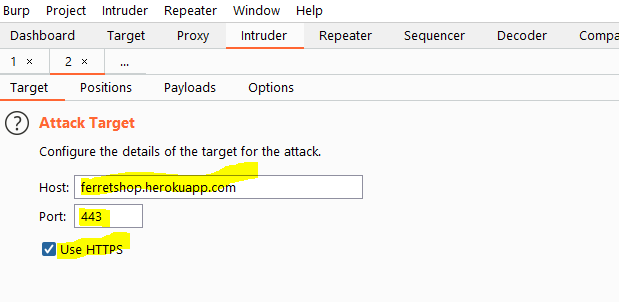 Burp Project Intruder Repeater Window Help
Dashboard Target Proxy Intruder Repeater Sequencer Decoder Compa
1 × 2 × ...
Target Positions Payloads Options
? Attack Target
Configure the details of the target for the attack.
Host: ferretshop.herokuapp.com
Port: 443
Use HTTPS